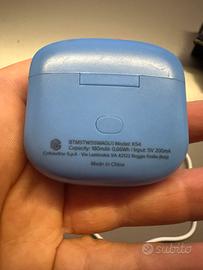 BTMSTWSSWAGLU Model: K54
Capacity: 180mAh 0,66Wh / Input: 5V 200mA
Cellularline S.p.A - Via Lambrakis 1/A 42122 Reggio Emilia (Italy)
Made in China
subito